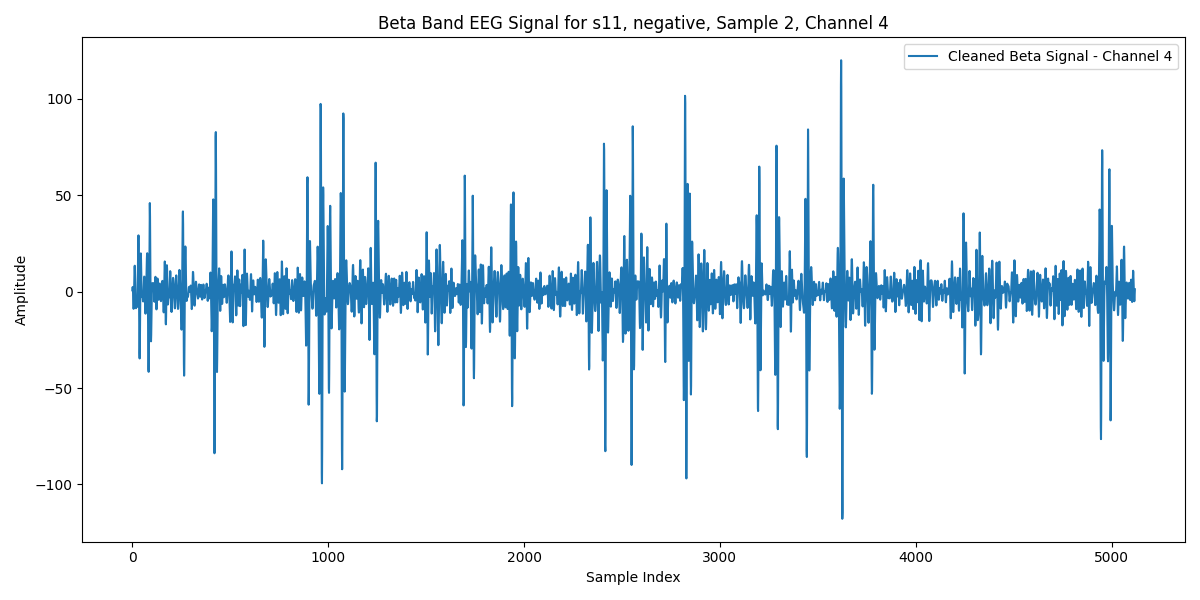 Beta Band EEG Signal for s11, negative, Sample 2, Channel 4
Cleaned Beta Signal - Channel 4
Amplitude
100
50
0
−50
−100
0 1000 2000 3000 4000 5000
Sample Index